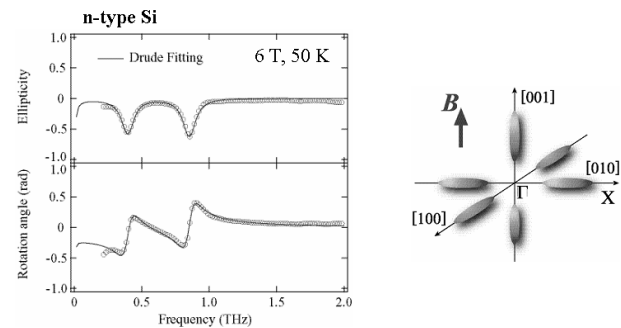 n-type Si
1.0
0.5
0
-0.5
-1.0
Ellipticity
Drude Fitting
6 T, 50 K
1.0
0.5
0
-0.5
-1.0
Rotation angle (rad)
0 0.5 1.0 1.5 2.0
Frequency (THz)
B
[001]
[010]
Γ
X
[100]